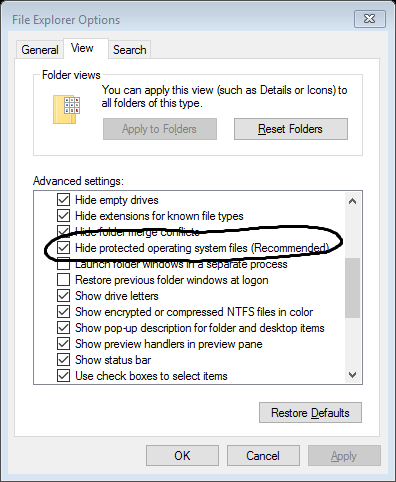 File Explorer Options
General View Search
Folder views
You can apply this view (such as Details or Icons) to
all folders of this type.
Apply to Folders Reset Folders
Advanced settings:
Hide empty drives
Hide extensions for known file types
Hide folder merge conflicts
Hide protected operating system files (Recommended)
Launch folder windows in a separate process
Restore previous folder windows at logon
Show drive letters
Show encrypted or compressed NTFS files in color
Show pop-up description for folder and desktop items
Show preview handlers in preview pane
Show status bar
Use check boxes to select items
Restore Defaults
OK Cancel Apply